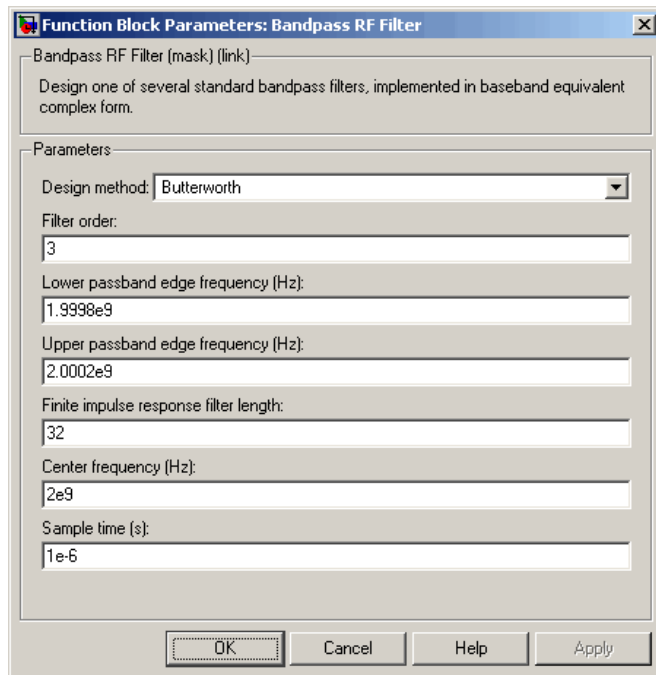 Function Block Parameters: Bandpass RF Filter
Bandpass RF Filter (mask) (link)
Design one of several standard bandpass filters, implemented in baseband equivalent
complex form.
Parameters
Design method: Butterworth
Filter order:
3
Lower passband edge frequency (Hz):
1.9998e9
Upper passband edge frequency (Hz):
2.0002e9
Finite impulse response filter length:
32
Center frequency (Hz):
2e9
Sample time (s):
1e-6
OK Cancel Help Apply